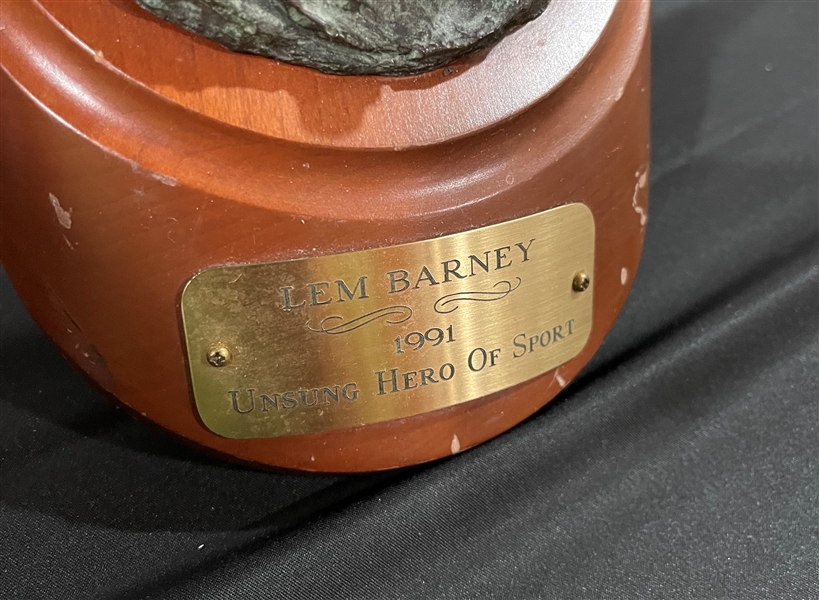 LEM BARNEY
1991
UNSUNG HERO OF SPORT